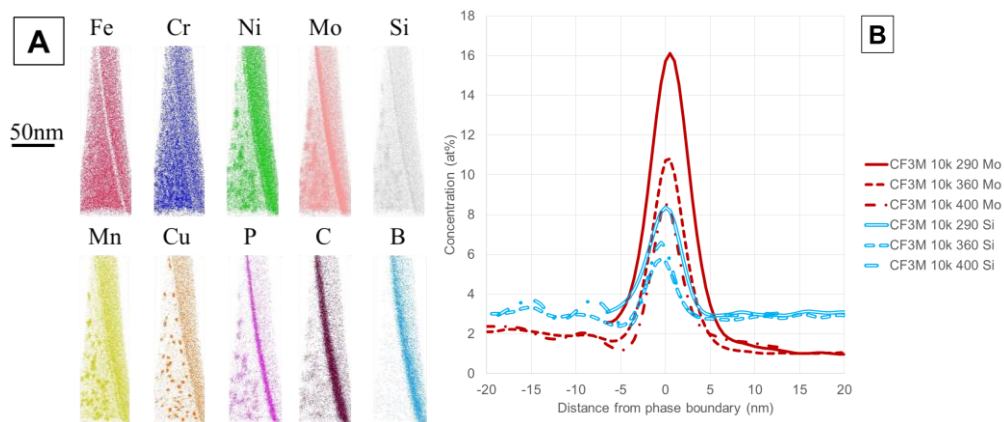 A
Fe Cr Ni Mo Si
50nm
Mn Cu P C B
B
18
16
14
12
10
8
6
4
2
0
Concentration (at%)
-20 -15 -10 -5 0 5 10 15 20
Distance from phase boundary (nm)
CF3M 10k 290 Mo
CF3M 10k 360 Mo
CF3M 10k 400 Mo
CF3M 10k 290 Si
CF3M 10k 360 Si
CF3M 10k 400 Si